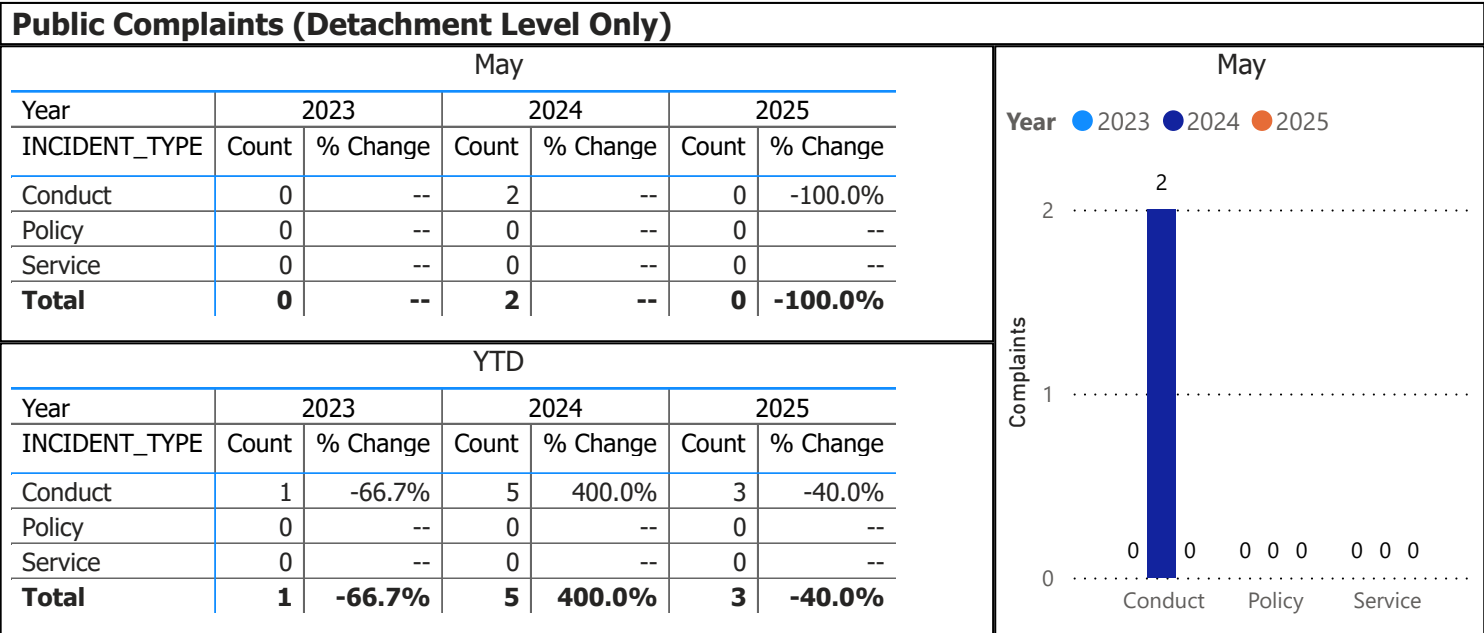 Public Complaints (Detachment Level Only)
May
Year 2023 2024 2025
INCIDENT_TYPE Count % Change Count % Change Count % Change
Conduct 0 -- 2 -- 0 -100.0%
Policy 0 -- 0 -- 0 --
Service 0 -- 0 -- 0 --
Total 0 -- 2 -- 0 -100.0%
YTD
Year 2023 2024 2025
INCIDENT_TYPE Count % Change Count % Change Count % Change
Conduct 1 -66.7% 5 400.0% 3 -40.0%
Policy 0 -- 0 -- 0 --
Service 0 -- 0 -- 0 --
Total 1 -66.7% 5 400.0% 3 -40.0%
May
Year 2023 2024 2025
Complaints
2
2
1
0
0 0 0 0 0 0 0 0
Conduct Policy Service